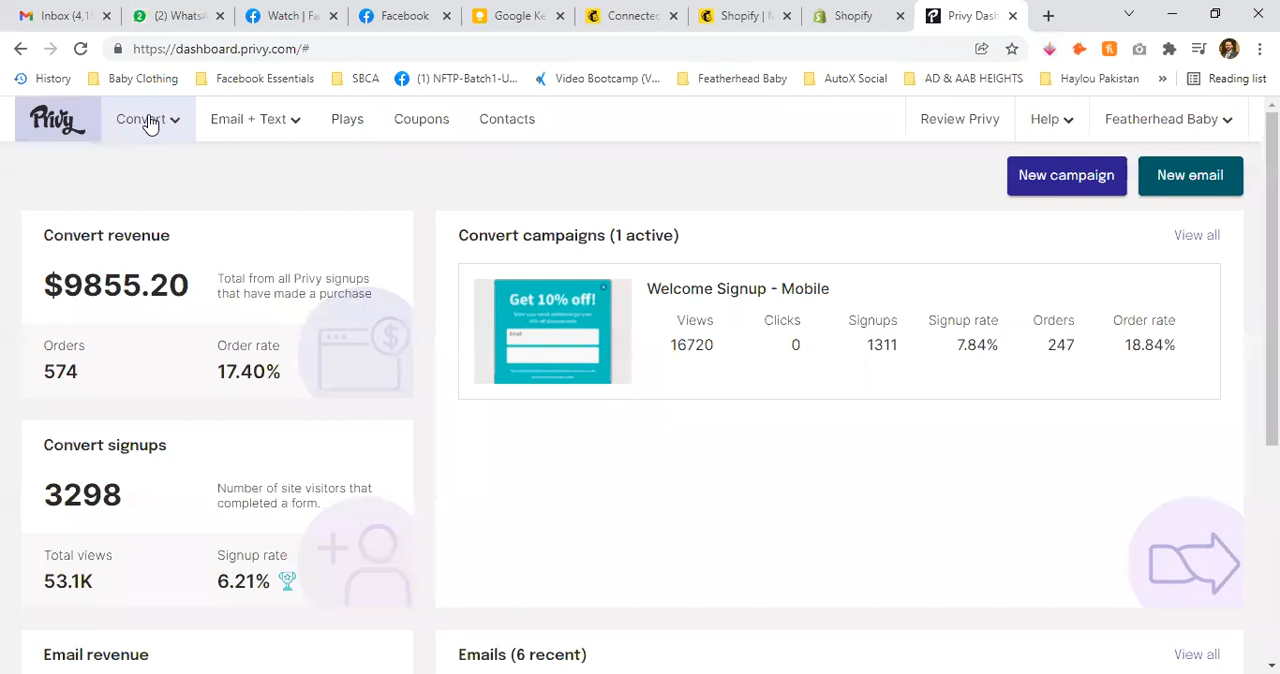 Inbox (4,15
(2) Whats
Watch | Fa
Facebook
Google Ke
Connected
Shopify | M
Shopify
Privy Dash
https://dashboard.privy.com/#
History
Baby Clothing
Facebook Essentials
SBCA
(1) NFTP-Batch1-U...
Video Bootcamp (V...
Featherhead Baby
AutoX Social
AD & AAB HEIGHTS
Haylou Pakistan
»
Reading list
Privy
Convert
Email + Text
Plays
Coupons
Contacts
Review Privy
Help
Featherhead Baby
New campaign
New email
Convert revenue
$9855.20
Total from all Privy signups
that have made a purchase
Orders
Order rate
574
17.40%
Convert campaigns (1 active)
View all
Get 10% off!
Email
Welcome Signup - Mobile
Views
Clicks
Signups
Signup rate
Orders
Order rate
16720
0
1311
7.84%
247
18.84%
Convert signups
3298
Number of site visitors that
completed a form.
Total views
Signup rate
53.1K
6.21%
Email revenue
Emails (6 recent)
View all